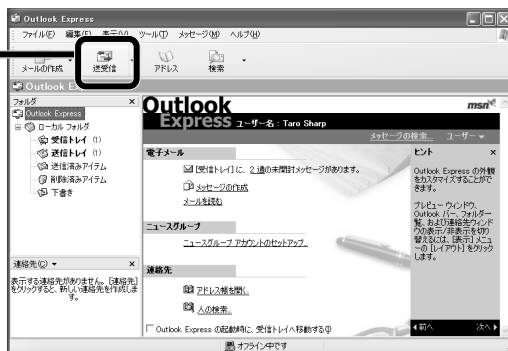 Outlook Express
ファイル(F) 編集(E) 表示(V) ツール(T) メッセージ(M) ヘルプ(H)
メールの作成 送受信 アドレス 検索
Outlook Ex
フォルダ ×
Outlook Express
ローカル フォルダ
受信トレイ (1)
送信トレイ (1)
送信済みアイテム
削除済みアイテム
下書き
連絡先(C) ▼ ×
表示する連絡先がありません。[連絡先]
をクリックすると、新しい連絡先を作成しま
す。
Outlook
Express ユーザー名 : Taro Sharp
msn
メッセージの検索... ユーザー ▼
電子メール
[受信トレイ] に、2 通の未開封メッセージがあります。
メッセージの作成
メールを読む
ニュースグループ
ニュースグループ アカウントのセットアップ...
連絡先
アドレス帳を開く...
人の検索...
Outlook Express の起動時に、受信トレイへ移動する(I)
ヒント ×
Outlook Express の外観
をカスタマイズすることがで
きます。
プレビュー ウィンドウ、
Outlook バー、フォルダ一
覧、および連絡先ウィンド
ウの表示/非表示を切り
替えるには、[表示] メニュ
ーの [レイアウト] をクリック
します。
前へ 次へ
オフライン中です